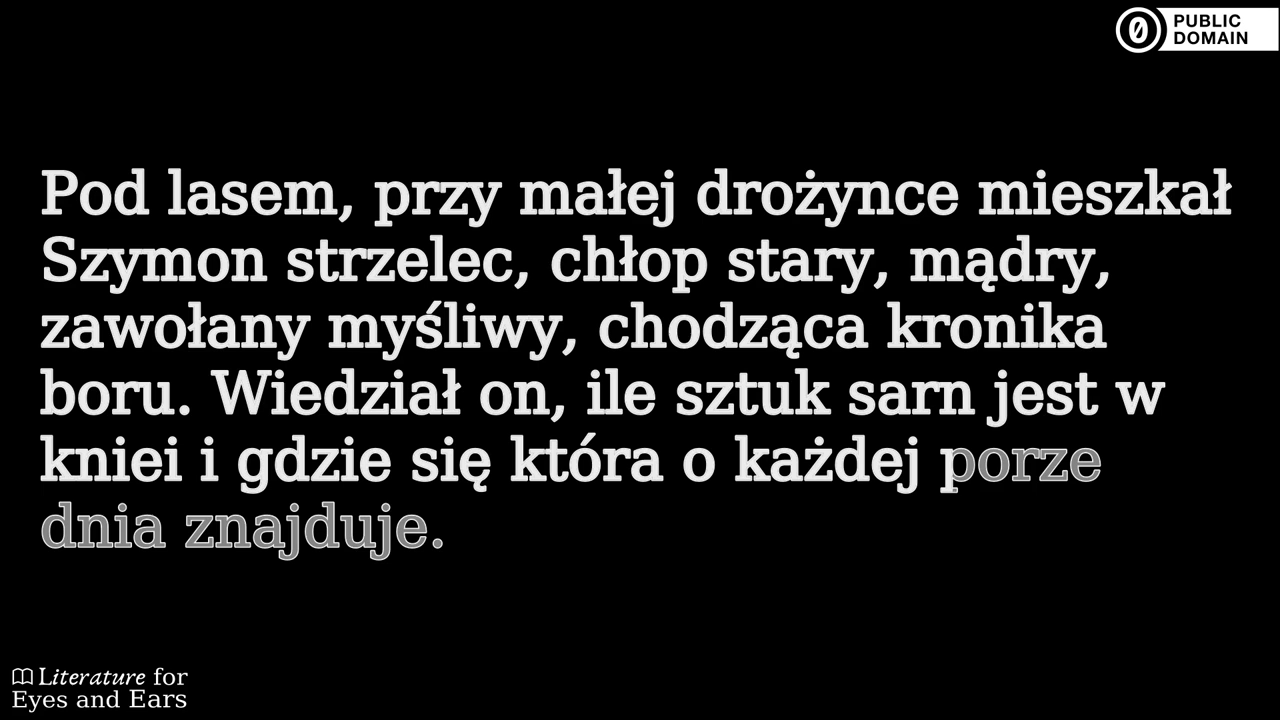 PUBLIC
DOMAIN
Pod lasem, przy małej drożynce mieszkał
Szymon strzelec, chłop stary, mądry,
zawołany myśliwy, chodząca kronika
boru. Wiedział on, ile sztuk sarn jest w
kniei i gdzie się która o każdej porze
dnia znajduje.
Literature for
Eyes and Ears